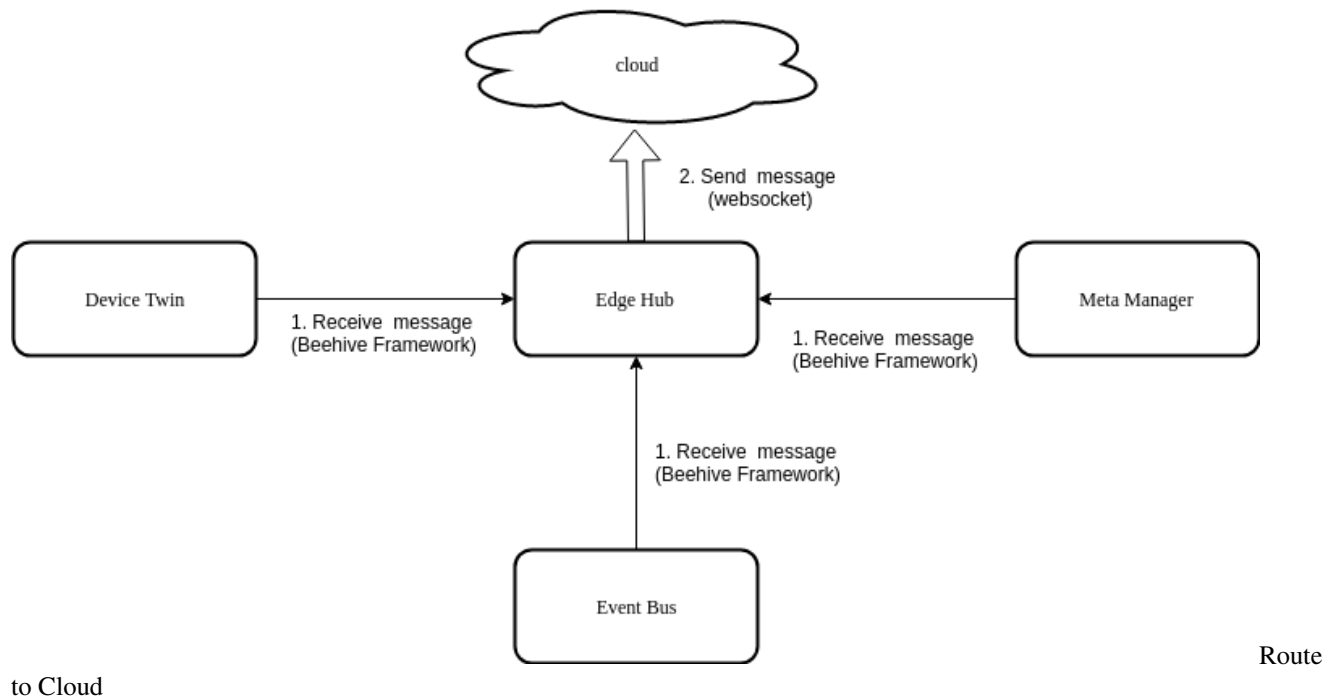 cloud
2. Send message
(websocket)
Device Twin
Edge Hub
Meta Manager
1. Receive message
(Beehive Framework)
1. Receive message
(Beehive Framework)
1. Receive message
(Beehive Framework)
Event Bus
Route
to Cloud